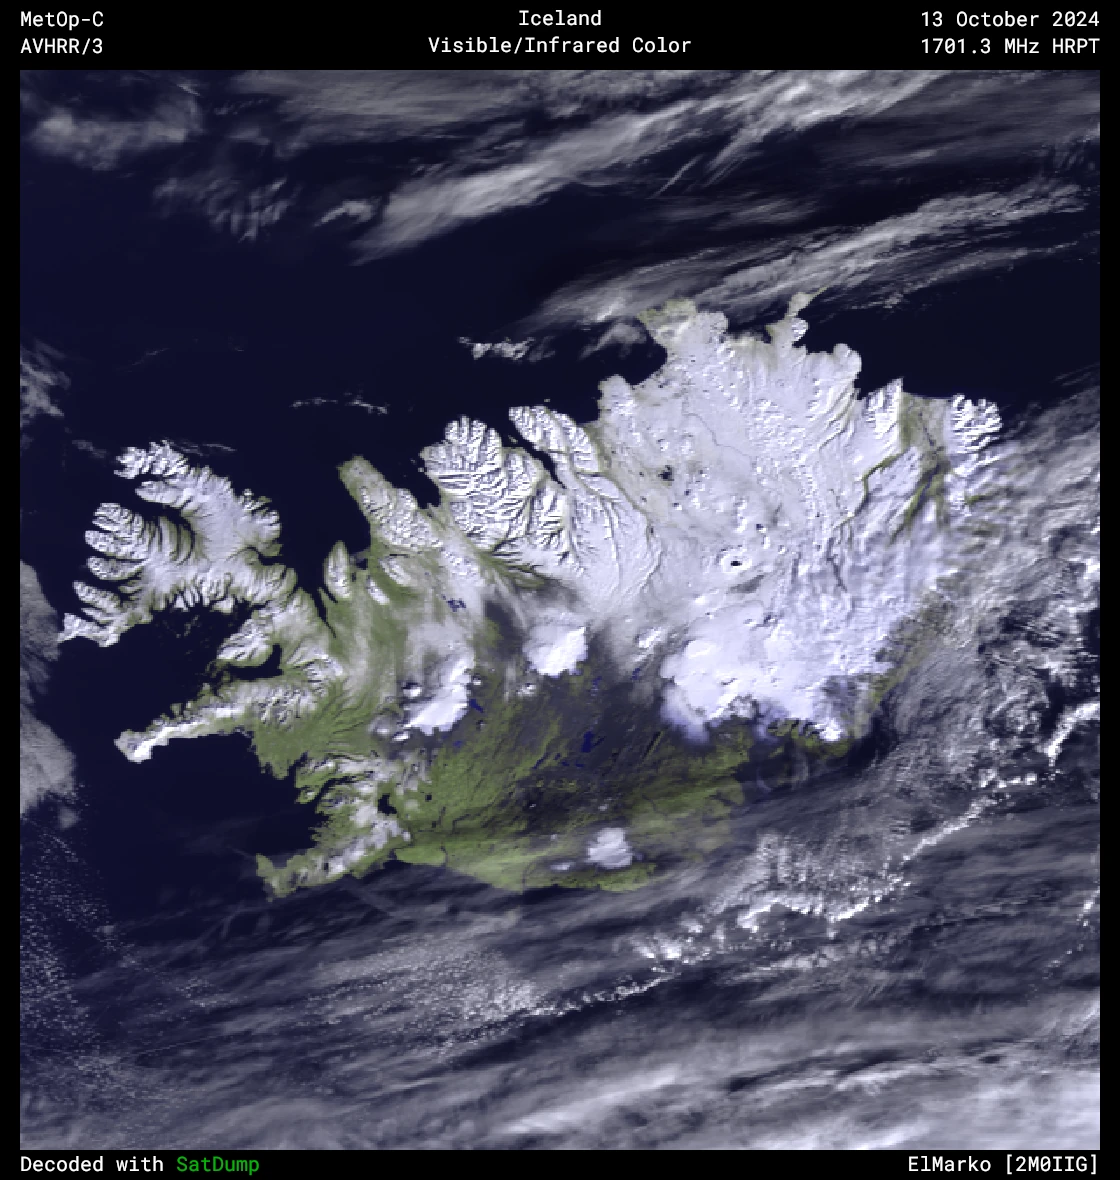 MetOp-C
AVHRR/3
Iceland
Visible/Infrared Color
13 October 2024
1701.3 MHz HRPT
Decoded with SatDump
ElMarko [2M0IIG]